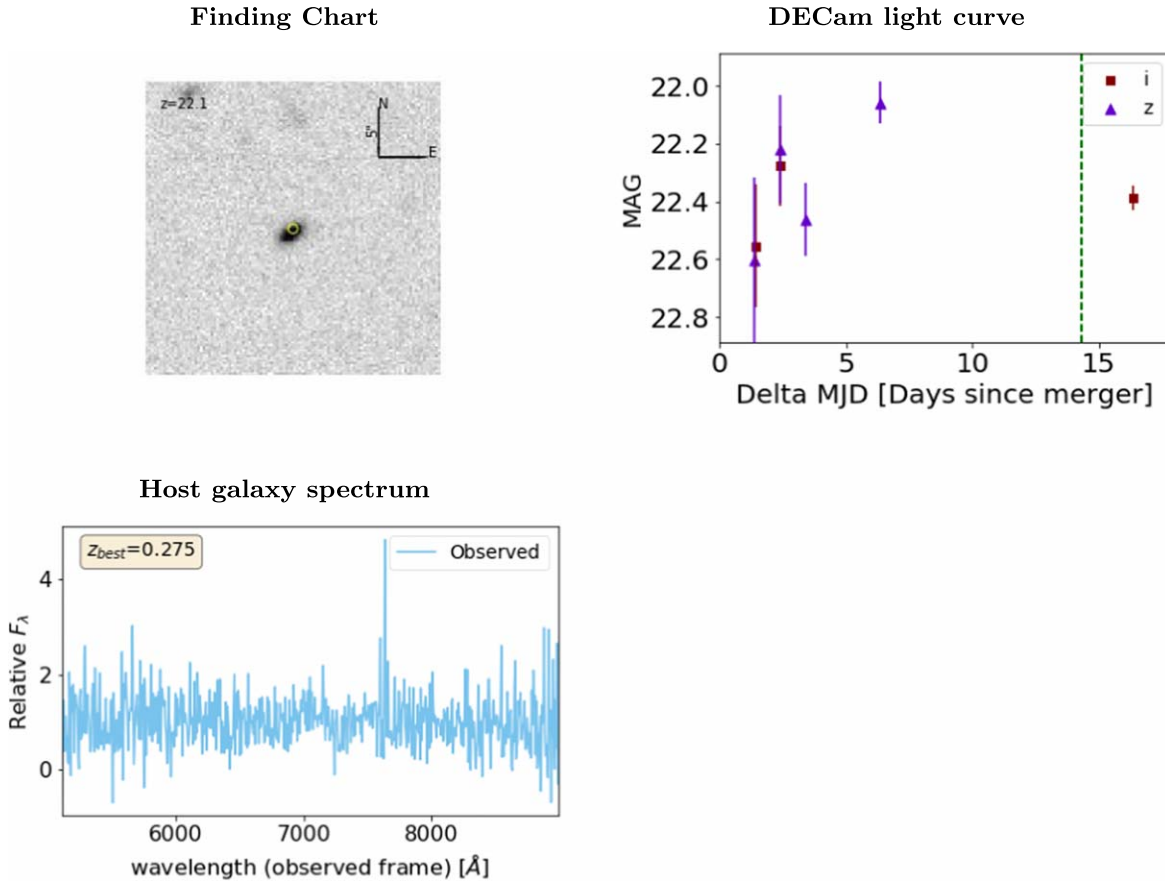 Finding Chart
z=22.1
N
5"
E
DECam light curve
i
z
22.0
22.2
22.4
22.6
22.8
MAG
0 5 10 15
Delta MJD [Days since merger]
Host galaxy spectrum
z_best=0.275
Observed
4
2
0
Relative F_λ
6000 7000 8000
wavelength (observed frame) [Å]